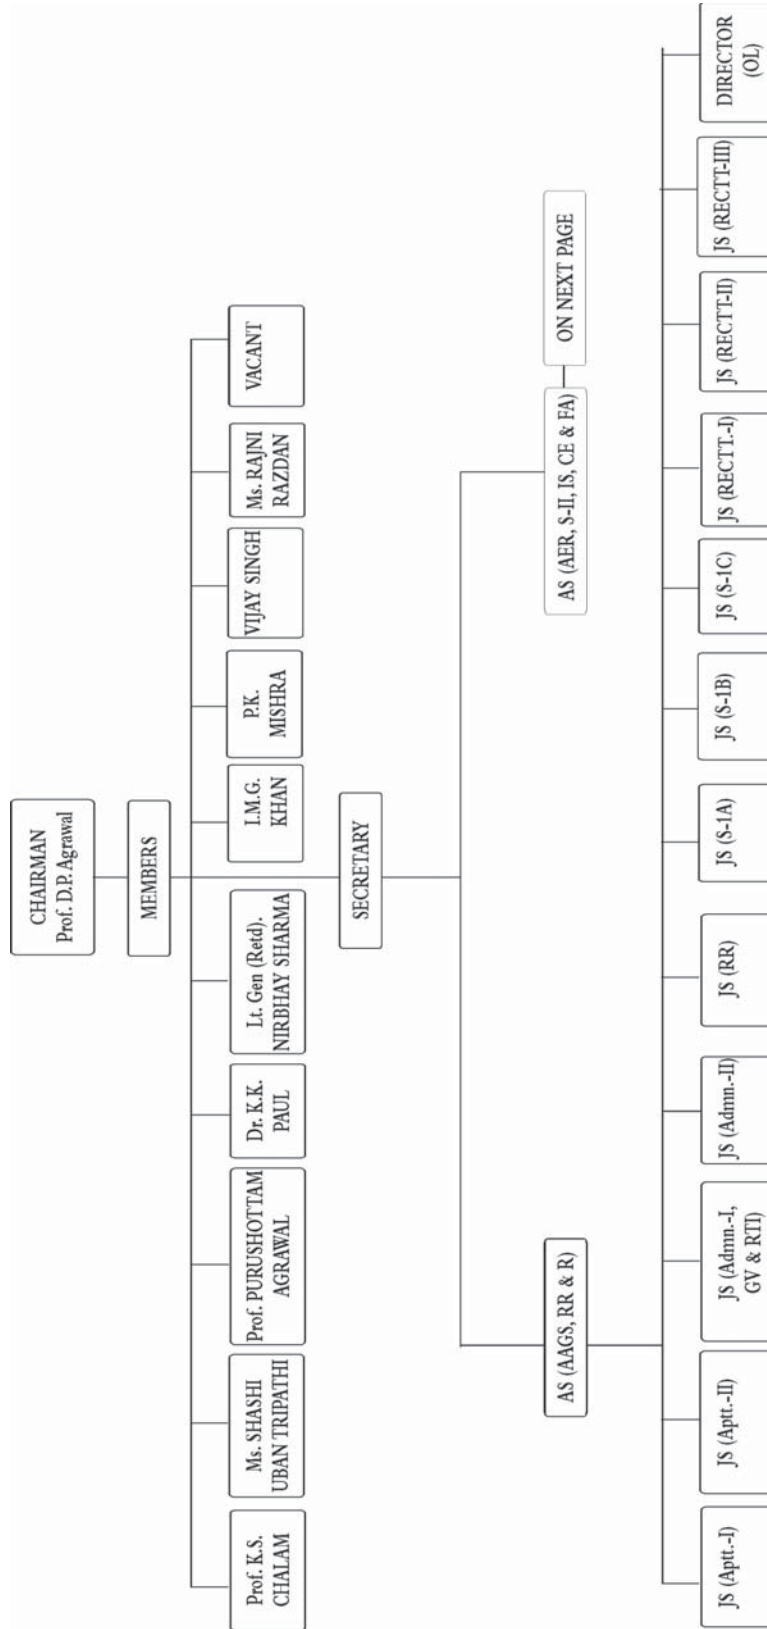 CHAIRMAN
Prof. D.P. Agrawal
MEMBERS
Prof. K.S.
CHALAM
Ms. SHASHI
UBAN TRIPATHI
Prof. PURUSHOTTAM
AGRAWAL
Dr. K.K.
PAUL
Lt. Gen (Retd).
NIRBHAY SHARMA
I.M.G.
KHAN
P.K.
MISHRA
VIJAY SINGH
Ms. RAJNI
RAZDAN
VACANT
SECRETARY
AS (AAGS, RR & R)
AS (AER, S-II, IS, CE & FA)
ON NEXT PAGE
JS (Aptt.-I)
JS (Aptt.-II)
JS (Admn.-I,
GV & RTI)
JS (Admn.-II)
JS (RR)
JS (S-1A)
JS (S-1B)
JS (S-1C)
JS (RECTT.-I)
JS (RECTT-II)
JS (RECTT-III)
DIRECTOR
(OL)